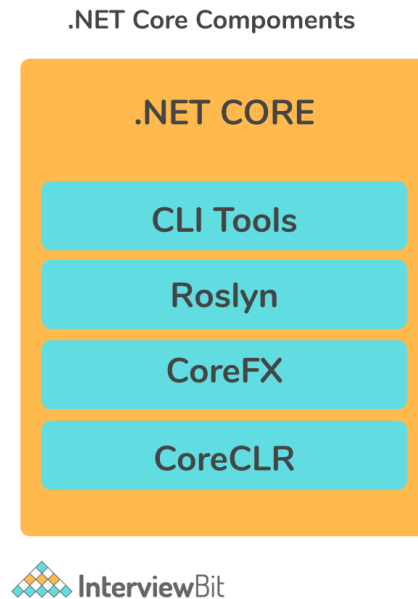 .NET Core Compoments
.NET CORE
CLI Tools
Roslyn
CoreFX
CoreCLR
InterviewBit